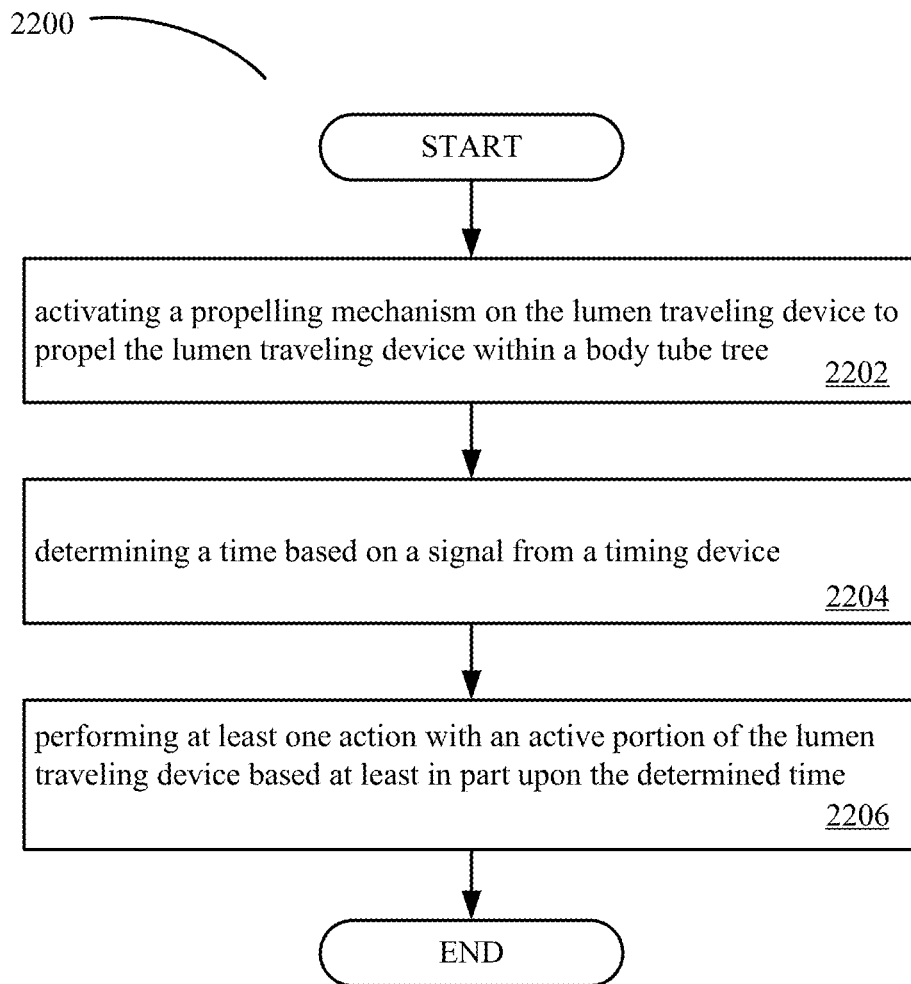 2200
START
activating a propelling mechanism on the lumen traveling device to
propel the lumen traveling device within a body tube tree
2202
determining a time based on a signal from a timing device
2204
performing at least one action with an active portion of the lumen
traveling device based at least in part upon the determined time
2206
END